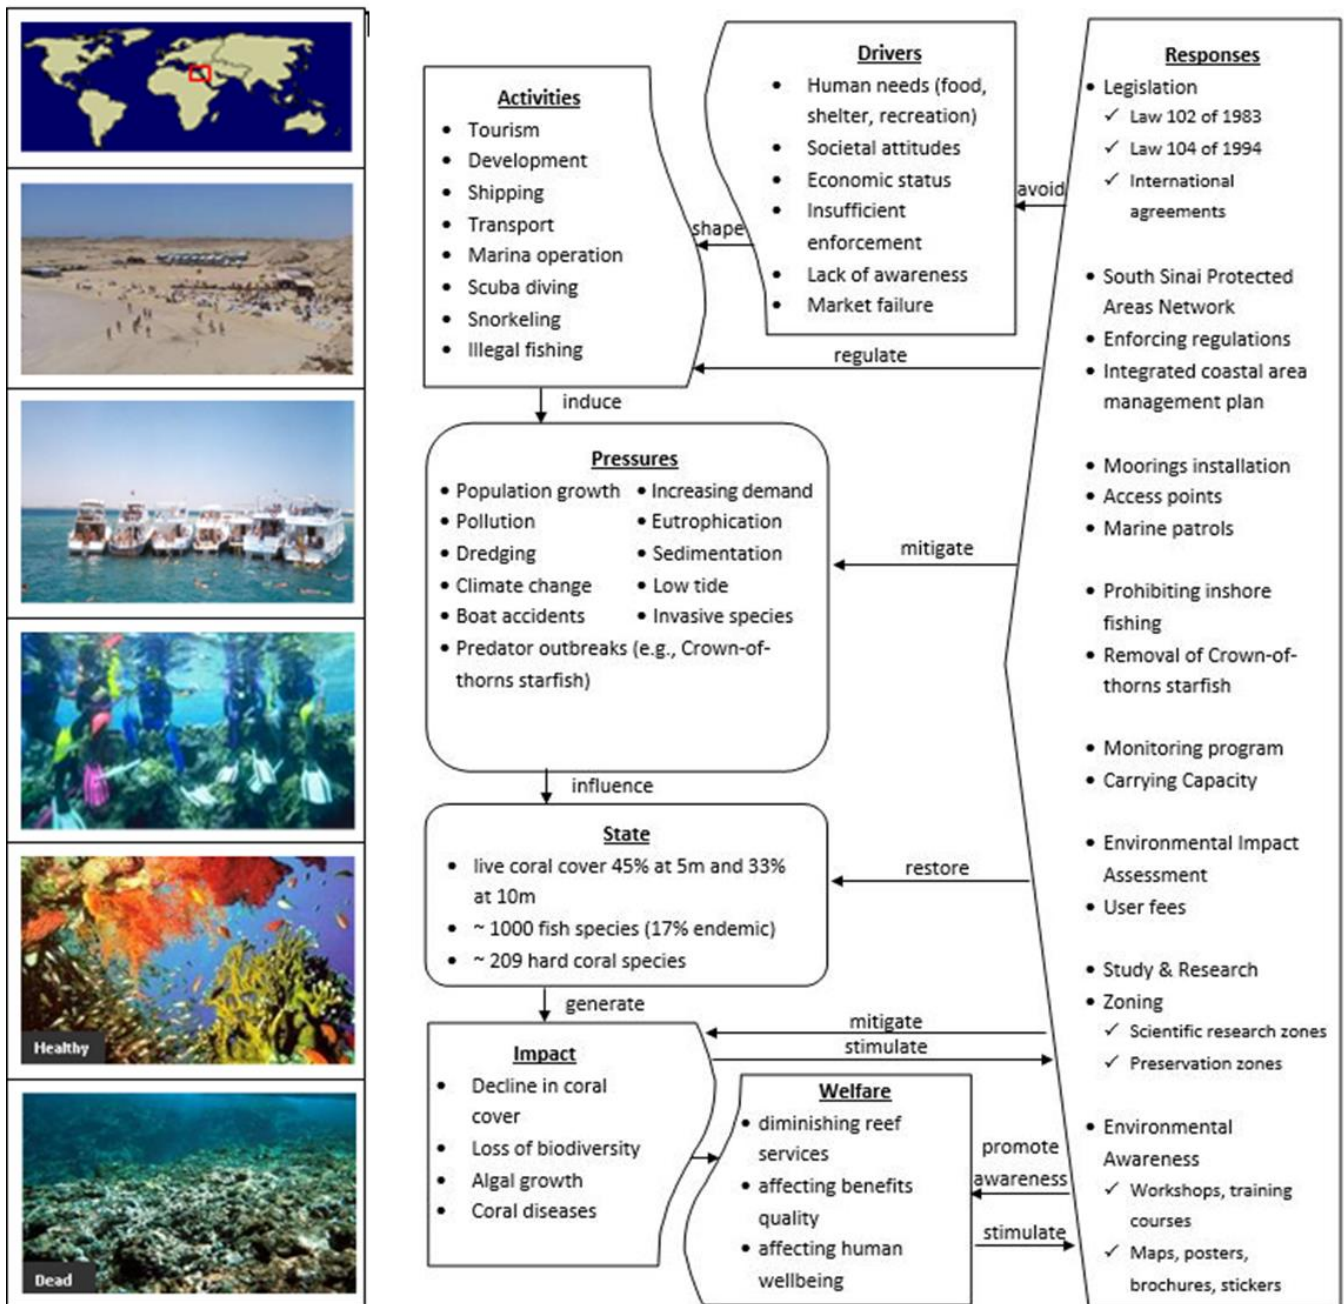 Healthy
Dead
Activities
• Tourism
• Development
• Shipping
• Transport
• Marina operation
• Scuba diving
• Snorkeling
• Illegal fishing
shape
Drivers
• Human needs (food,
shelter, recreation)
• Societal attitudes
• Economic status
• Insufficient
enforcement
• Lack of awareness
• Market failure
avoid
regulate
induce
Pressures
• Population growth
• Pollution
• Dredging
• Climate change
• Boat accidents
• Increasing demand
• Eutrophication
• Sedimentation
• Low tide
• Invasive species
• Predator outbreaks (e.g., Crown-of-
thorns starfish)
mitigate
influence
State
• live coral cover 45% at 5m and 33%
at 10m
• ~ 1000 fish species (17% endemic)
• ~ 209 hard coral species
restore
generate
Impact
• Decline in coral
cover
• Loss of biodiversity
• Algal growth
• Coral diseases
mitigate
stimulate
Welfare
• diminishing reef
services
• affecting benefits
quality
• affecting human
wellbeing
promote
awareness
stimulate
Responses
• Legislation
✓ Law 102 of 1983
✓ Law 104 of 1994
✓ International
agreements
• South Sinai Protected
Areas Network
• Enforcing regulations
• Integrated coastal area
management plan
• Moorings installation
• Access points
• Marine patrols
• Prohibiting inshore
fishing
• Removal of Crown-of-
thorns starfish
• Monitoring program
• Carrying Capacity
• Environmental Impact
Assessment
• User fees
• Study & Research
• Zoning
✓ Scientific research zones
✓ Preservation zones
• Environmental
Awareness
✓ Workshops, training
courses
✓ Maps, posters,
brochures, stickers